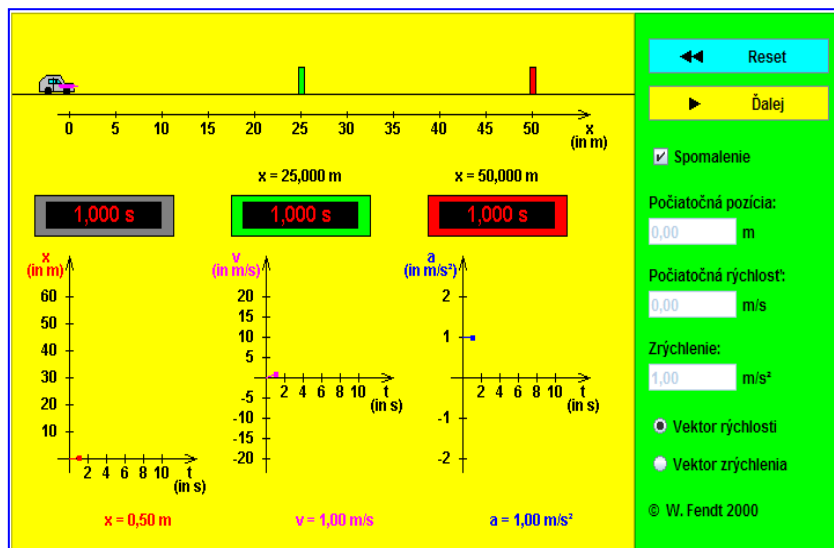 0 5 10 15 20 25 30 35 40 45 50 x
(in m)
x = 25,000 m
x = 50,000 m
1,000 s
1,000 s
1,000 s
x
(in m)
60
50
40
30
20
10
2 4 6 8 10 t
(in s)
x = 0,50 m
v
(in m/s)
20
15
10
5
-5
-10
-15
-20
2 4 6 8 10 t
(in s)
v = 1,00 m/s
a
(in m/s²)
2
1
-1
-2
2 4 6 8 10 t
(in s)
a = 1,00 m/s²
Reset
Ďalej
Spomalenie
Počiatočná pozícia:
0,00 m
Počiatočná rýchlosť:
0,00 m/s
Zrýchlenie:
1,00 m/s²
Vektor rýchlosti
Vektor zrýchlenia
© W. Fendt 2000